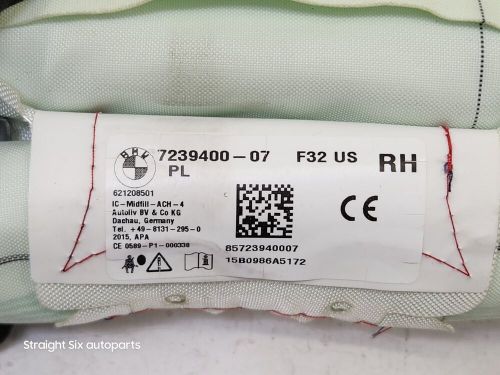 BMW
7239400-07 F32 US RH
PL
621208501
IC-Midfill-ACH-4
Autoliv BV & Co KG
Dachau, Germany
Tel. +49-8131-295-0
2015, APA
CE 0589-P1-000338
CE
85723940007
15B0986A5172
Straight Six autoparts